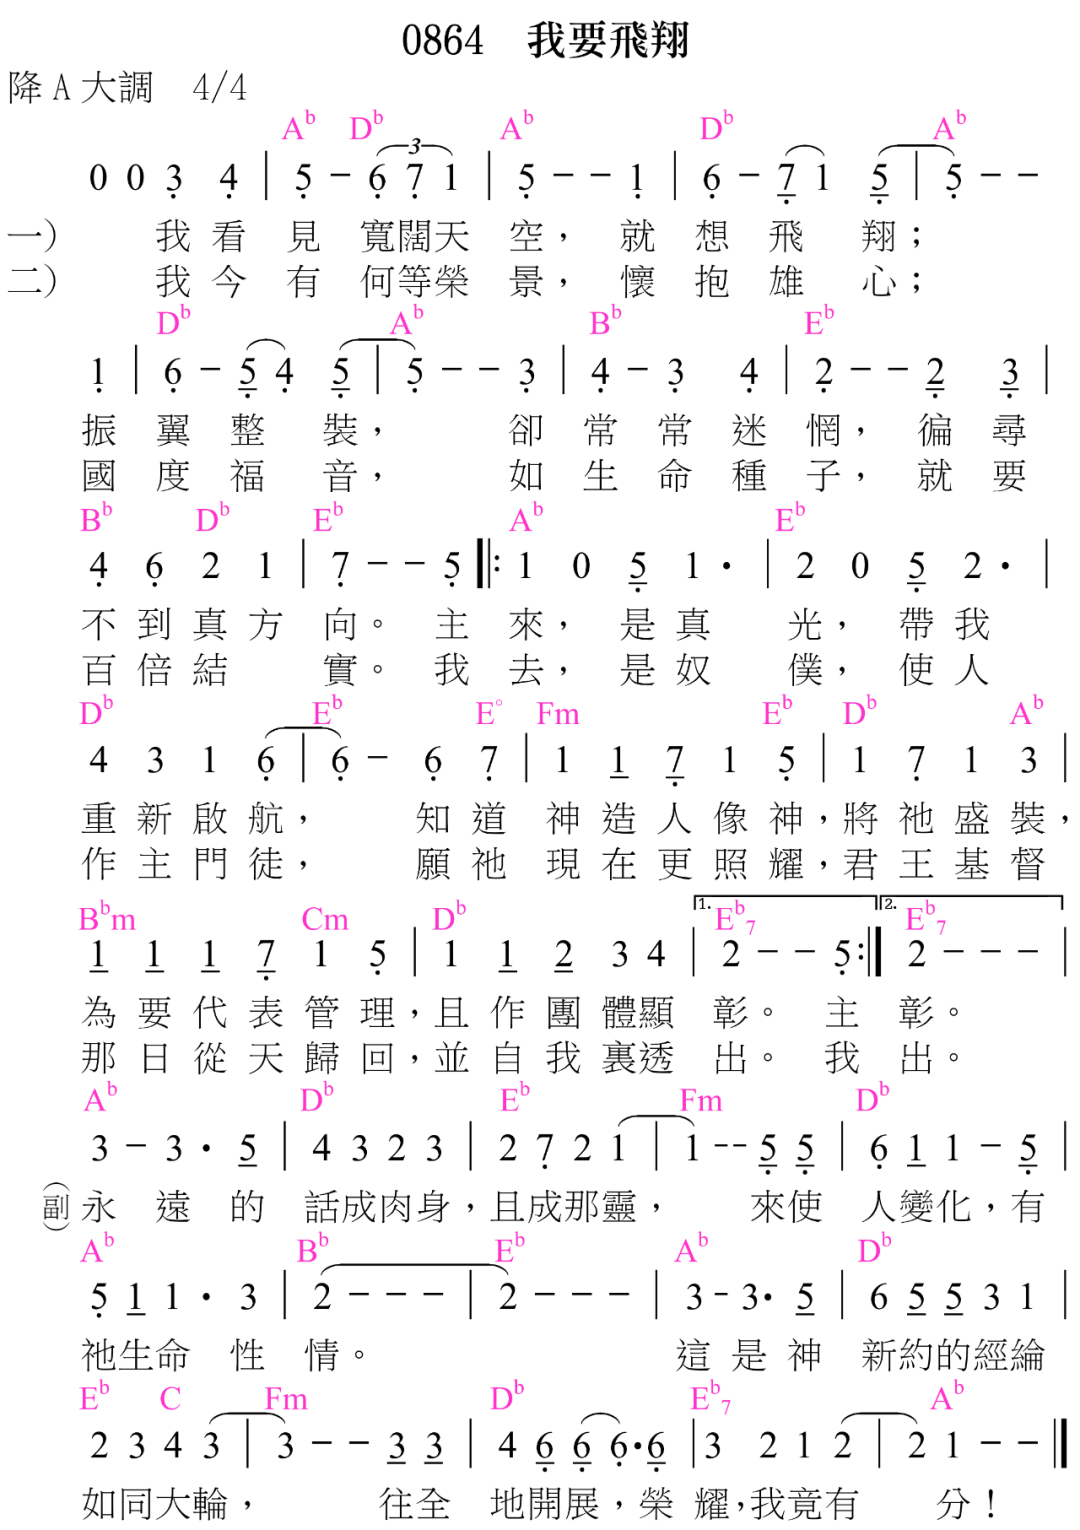 0864 我要飛翔
降A大調 4/4
A♭ D♭ A♭ D♭ A♭
3
0 0 3 4 | 5 - 6 7 1 | 5 - - 1 | 6 - 7 1 5 | 5 - -
一) 我看見 寬闊天空， 就想飛翔；
二) 我今有 何等榮景， 懷抱雄心；
D♭ A♭ B♭ E♭
1 | 6 - 5 4 5 | 5 - - 3 | 4 - 3 4 | 2 - - 2 3 |
振翼整裝， 卻常常迷惘， 徧尋
國度福音， 如生命種子， 就要
B♭ D♭ E♭ A♭ E♭
4 6 2 1 | 7 - - 5 |: 1 0 5 1 · | 2 0 5 2 · |
不到真方向。 主來， 是真光， 帶我
百倍結實。 我去， 是奴僕， 使人
D♭ E♭ E° Fm E♭ D♭ A♭
4 3 1 6 | 6 - 6 7 | 1 1 7 1 5 | 1 7 1 3 |
重新啟航， 知道神造人像神，將祂盛裝，
作主門徒， 願祂現在更照耀，君王基督
1. 2.
B♭m Cm D♭ E♭7 E♭7
1 1 1 7 1 5 | 1 1 2 3 4 | 2 - - 5 :| 2 - - - |
為要代表管理，且作團體顯彰。 主彰。
那日從天歸回，並自我裏透出。 我出。
A♭ D♭ E♭ Fm D♭
3 - 3 · 5 | 4 3 2 3 | 2 7 2 1 | 1 - - 5 5 | 6 1 1 - 5 |
(副) 永遠的話成肉身，且成那靈， 來使人變化，有
A♭ B♭ E♭ A♭ D♭
5 1 1 · 3 | 2 - - - | 2 - - - | 3 - 3 · 5 | 6 5 5 3 1 |
祂生命性情。 這是神新約的經綸
E♭ C Fm D♭ E♭7 A♭
2 3 4 3 | 3 - - 3 3 | 4 6 6 6 · 6 | 3 2 1 2 | 2 1 - - ‖
如同大輪， 往全地開展，榮耀，我竟有分！